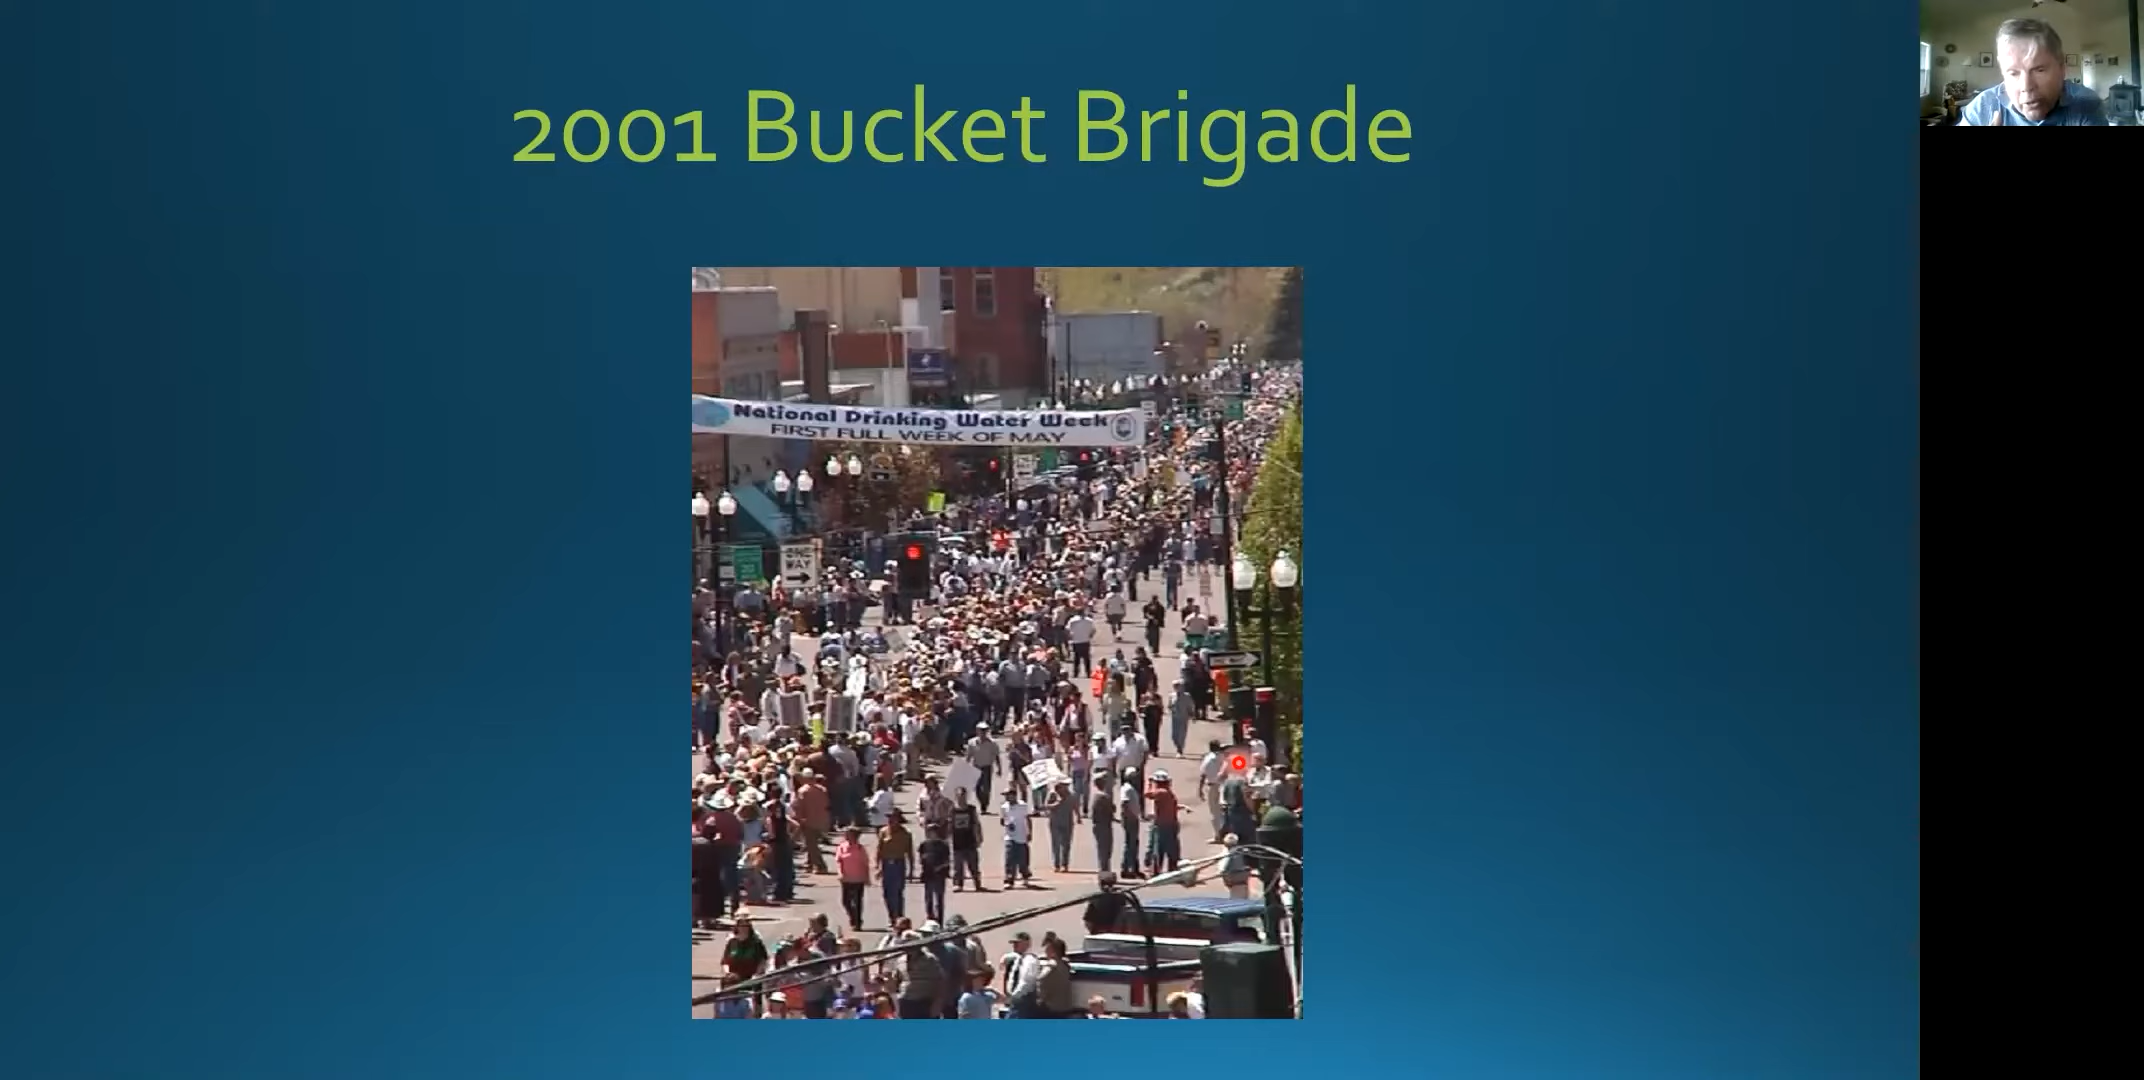 2001 Bucket Brigade
National Drinking Water Week
FIRST FULL WEEK OF MAY
ONE
WAY